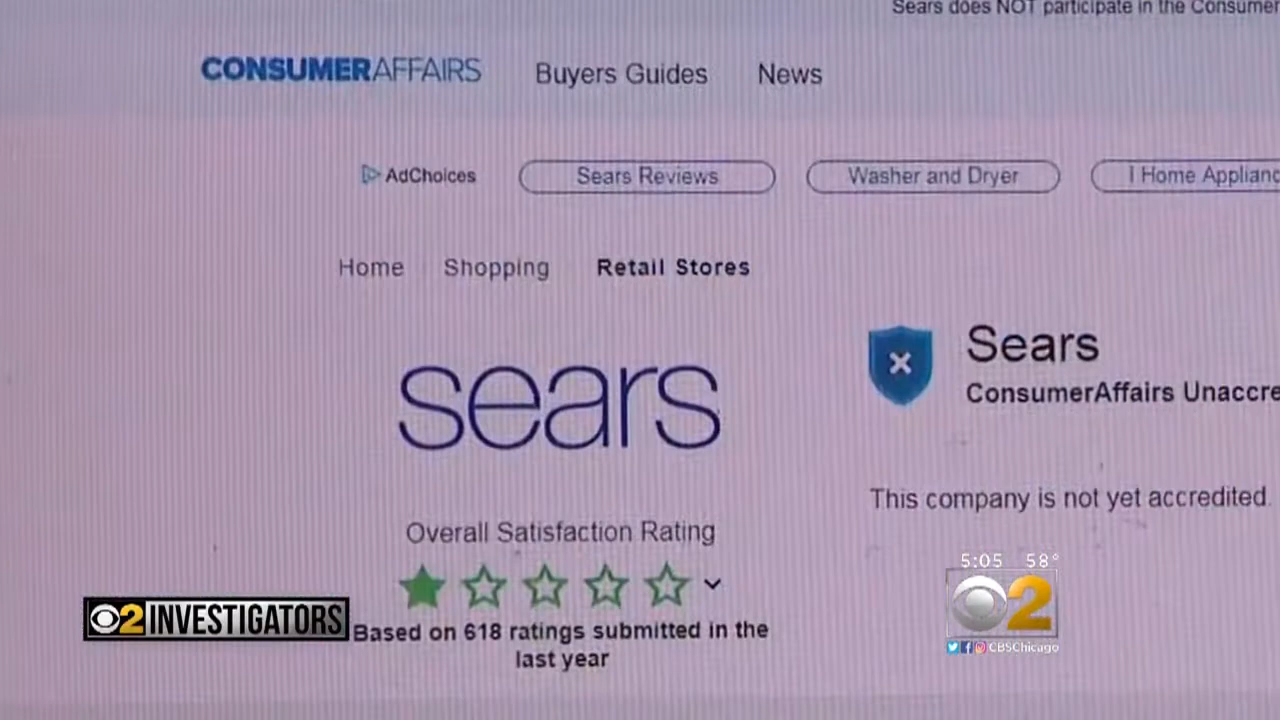 Sears does NOT participate in the Consumer
CONSUMERAFFAIRS Buyers Guides News
AdChoices Sears Reviews Washer and Dryer Home Applianc
Home Shopping Retail Stores
sears
Sears
ConsumerAffairs Unaccre
This company is not yet accredited.
Overall Satisfaction Rating
Based on 618 ratings submitted in the
last year
2 INVESTIGATORS
5:05 58°
2
CBSChicago